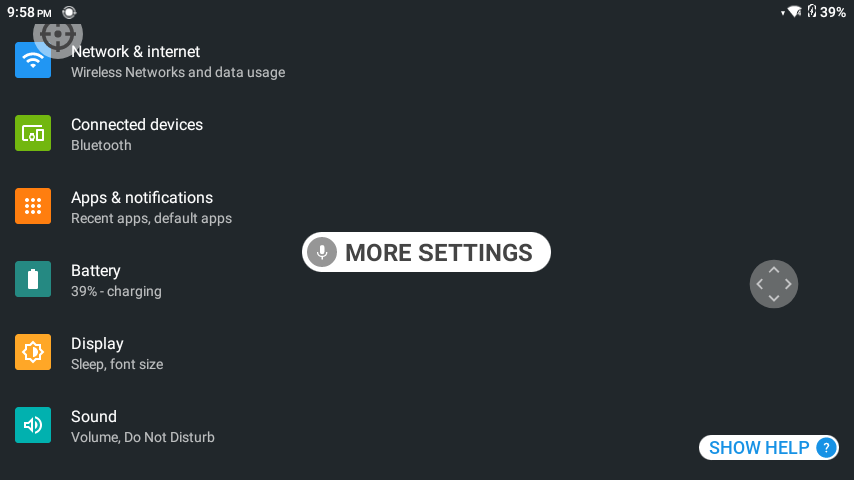 9:58 PM
39%
Network & internet
Wireless Networks and data usage
Connected devices
Bluetooth
Apps & notifications
Recent apps, default apps
MORE SETTINGS
Battery
39% - charging
Display
Sleep, font size
Sound
Volume, Do Not Disturb
SHOW HELP ?